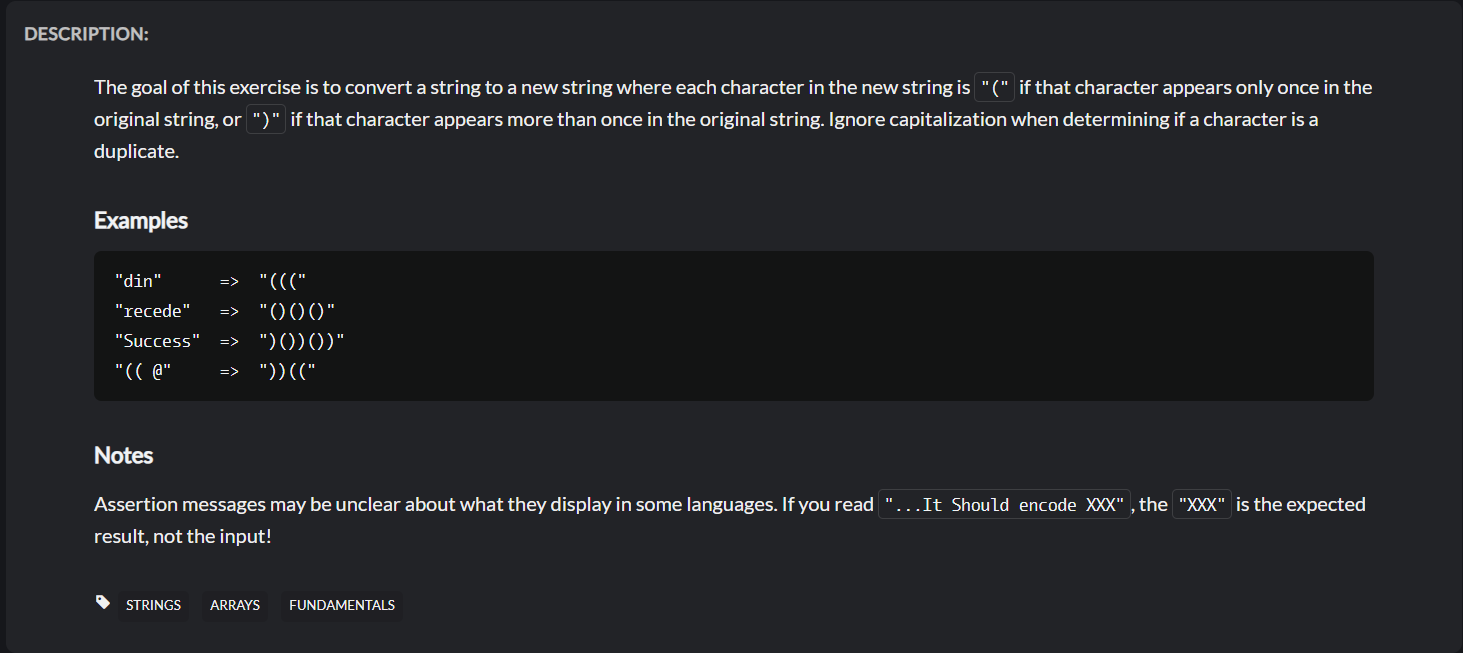 DESCRIPTION:
The goal of this exercise is to convert a string to a new string where each character in the new string is "(" if that character appears only once in the
original string, or ")" if that character appears more than once in the original string. Ignore capitalization when determining if a character is a
duplicate.
Examples
"din"      =>  "((("
"recede"   =>  "()()()"
"Success"  =>  ")())())"
"(( @"     =>  "))(("
Notes
Assertion messages may be unclear about what they display in some languages. If you read "...It Should encode XXX", the "XXX" is the expected
result, not the input!
STRINGS ARRAYS FUNDAMENTALS